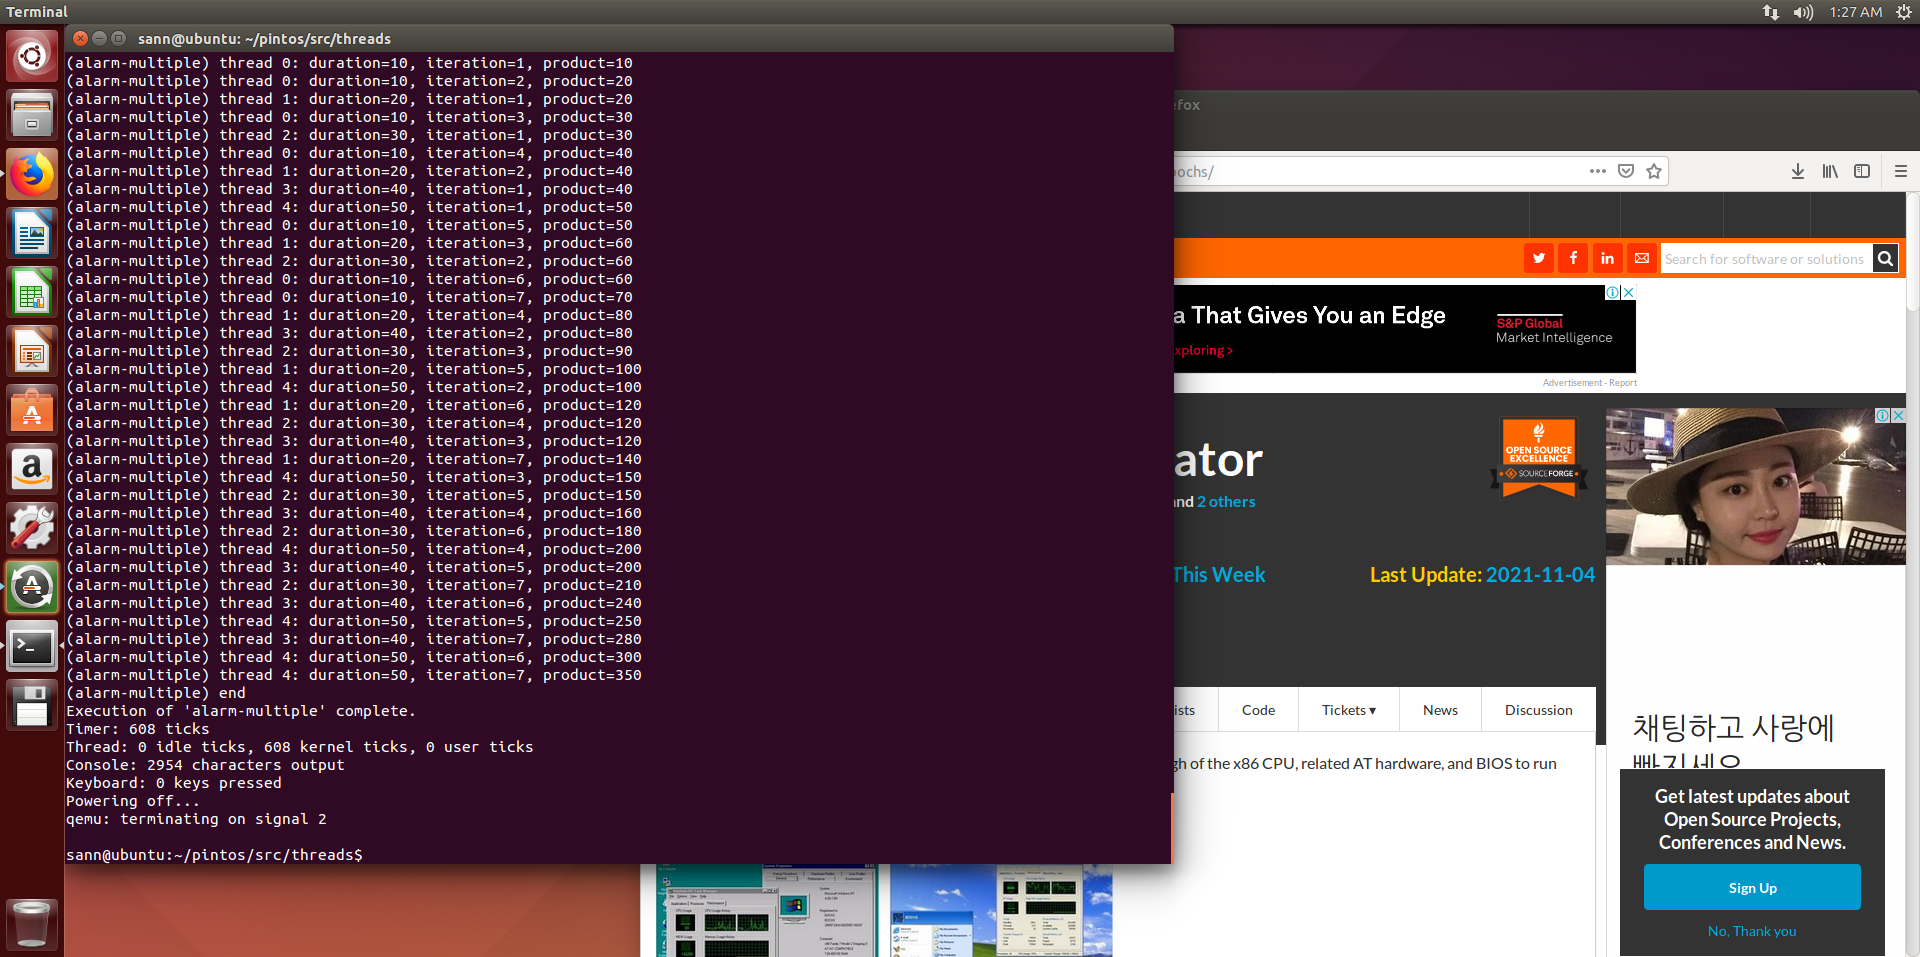 Terminal
1:27 AM
sann@ubuntu: ~/pintos/src/threads
(alarm-multiple) thread 0: duration=10, iteration=1, product=10
(alarm-multiple) thread 0: duration=10, iteration=2, product=20
(alarm-multiple) thread 1: duration=20, iteration=1, product=20
(alarm-multiple) thread 0: duration=10, iteration=3, product=30
(alarm-multiple) thread 2: duration=30, iteration=1, product=30
(alarm-multiple) thread 0: duration=10, iteration=4, product=40
(alarm-multiple) thread 1: duration=20, iteration=2, product=40
(alarm-multiple) thread 3: duration=40, iteration=1, product=40
(alarm-multiple) thread 4: duration=50, iteration=1, product=50
(alarm-multiple) thread 0: duration=10, iteration=5, product=50
(alarm-multiple) thread 1: duration=20, iteration=3, product=60
(alarm-multiple) thread 2: duration=30, iteration=2, product=60
(alarm-multiple) thread 0: duration=10, iteration=6, product=60
(alarm-multiple) thread 0: duration=10, iteration=7, product=70
(alarm-multiple) thread 1: duration=20, iteration=4, product=80
(alarm-multiple) thread 3: duration=40, iteration=2, product=80
(alarm-multiple) thread 2: duration=30, iteration=3, product=90
(alarm-multiple) thread 1: duration=20, iteration=5, product=100
(alarm-multiple) thread 4: duration=50, iteration=2, product=100
(alarm-multiple) thread 1: duration=20, iteration=6, product=120
(alarm-multiple) thread 2: duration=30, iteration=4, product=120
(alarm-multiple) thread 3: duration=40, iteration=3, product=120
(alarm-multiple) thread 1: duration=20, iteration=7, product=140
(alarm-multiple) thread 4: duration=50, iteration=3, product=150
(alarm-multiple) thread 2: duration=30, iteration=5, product=150
(alarm-multiple) thread 3: duration=40, iteration=4, product=160
(alarm-multiple) thread 2: duration=30, iteration=6, product=180
(alarm-multiple) thread 4: duration=50, iteration=4, product=200
(alarm-multiple) thread 3: duration=40, iteration=5, product=200
(alarm-multiple) thread 2: duration=30, iteration=7, product=210
(alarm-multiple) thread 3: duration=40, iteration=6, product=240
(alarm-multiple) thread 4: duration=50, iteration=5, product=250
(alarm-multiple) thread 3: duration=40, iteration=7, product=280
(alarm-multiple) thread 4: duration=50, iteration=6, product=300
(alarm-multiple) thread 4: duration=50, iteration=7, product=350
(alarm-multiple) end
Execution of 'alarm-multiple' complete.
Timer: 608 ticks
Thread: 0 idle ticks, 608 kernel ticks, 0 user ticks
Console: 2954 characters output
Keyboard: 0 keys pressed
Powering off...
qemu: terminating on signal 2
sann@ubuntu:~/pintos/src/threads$
efox
ochs/
Search for software or solutions
a That Gives You an Edge
xploring >
S&P Global
Market Intelligence
Advertisement - Report
ator
and 2 others
OPEN SOURCE
EXCELLENCE
SOURCEFORGE
This Week
Last Update: 2021-11-04
ists
Code
Tickets ▾
News
Discussion
gh of the x86 CPU, related AT hardware, and BIOS to run
채팅하고 사랑에
빠지세요
Get latest updates about
Open Source Projects,
Conferences and News.
Sign Up
No, Thank you